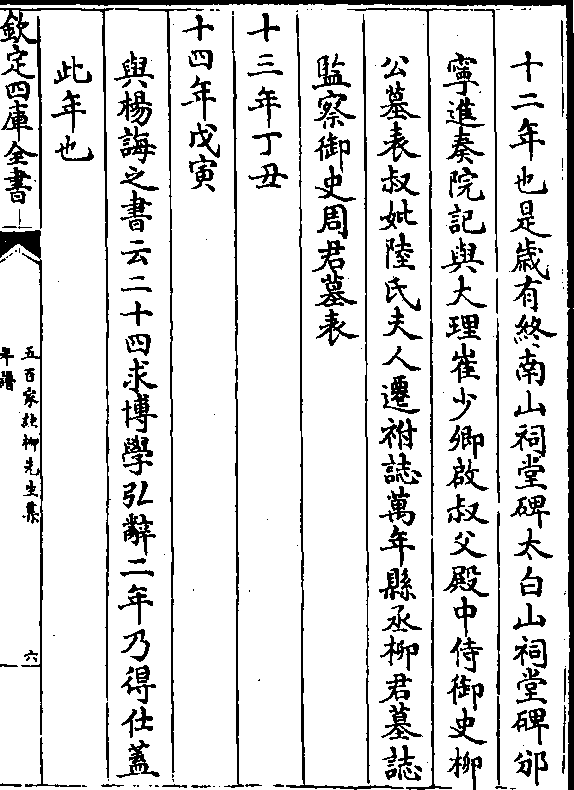 十二年也是歳有終南山祠堂碑太白山祠堂碑邠
寧進奏院記與大理崔少卿啟叔父殿中侍御史柳
公墓表叔妣陸氏夫人遷祔誌萬年縣丞柳君墓誌
監察御史周君墓表
十三年丁丑
十四年戊寅
與楊誨之書云二十四求博學弘辭二年乃得仕蓋
此年也
欽定四庫全書
五百家註柳先生集
年譜
六